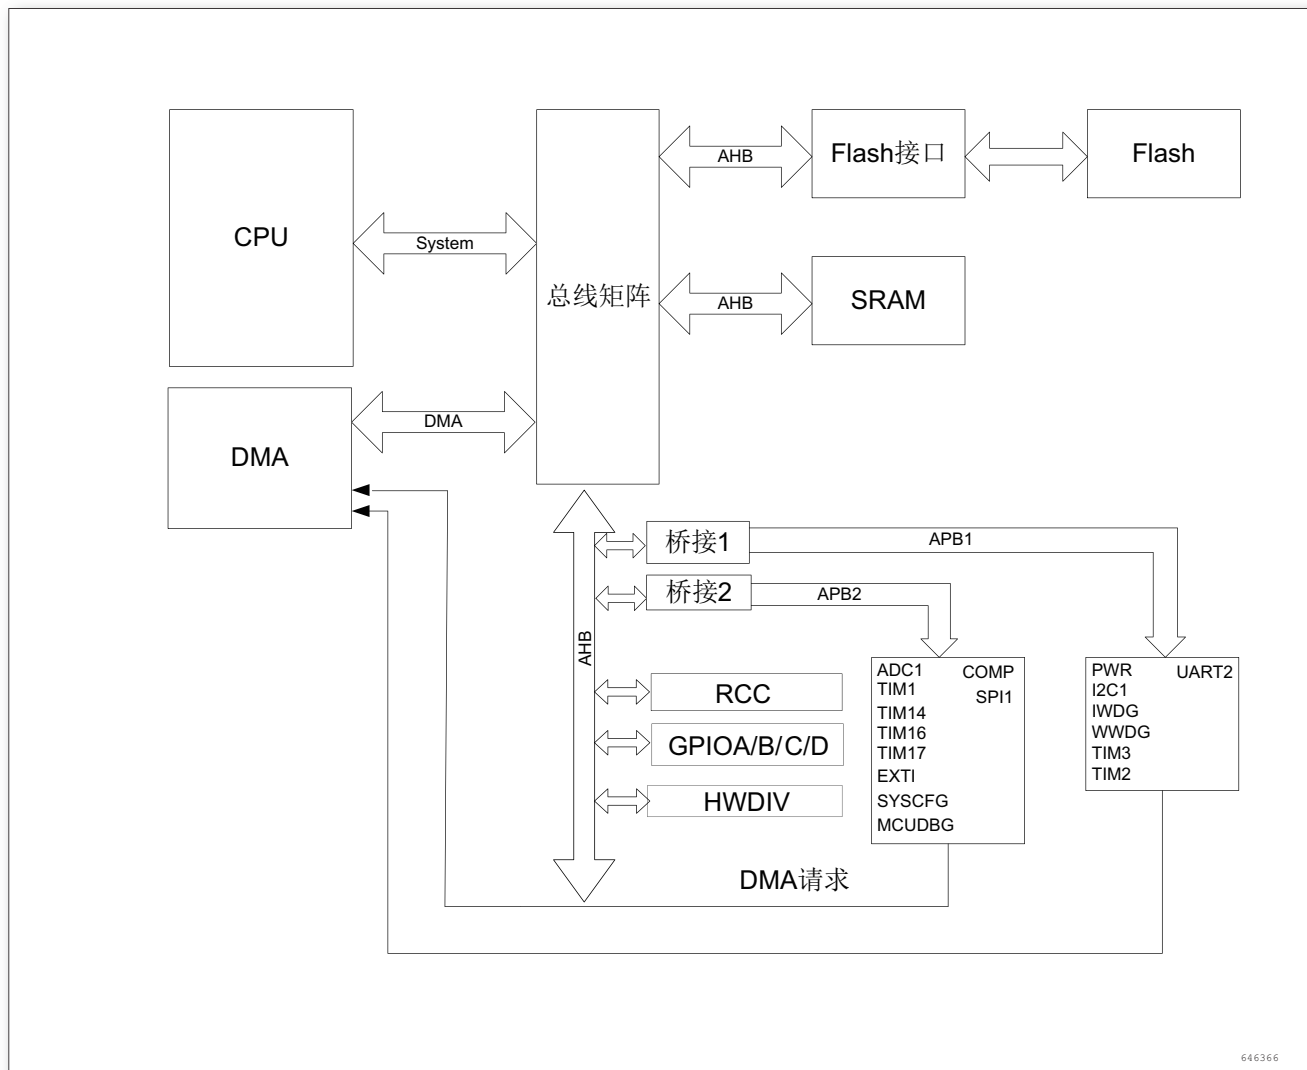 CPU
System
总线矩阵
AHB
Flash接口
Flash
AHB
SRAM
DMA
DMA
桥接1
APB1
桥接2
APB2
AHB
RCC
GPIOA/B/C/D
HWDIV
ADC1 COMP
TIM1 SPI1
TIM14
TIM16
TIM17
EXTI
SYSCFG
MCUDBG
PWR UART2
I2C1
IWDG
WWDG
TIM3
TIM2
DMA请求
646366